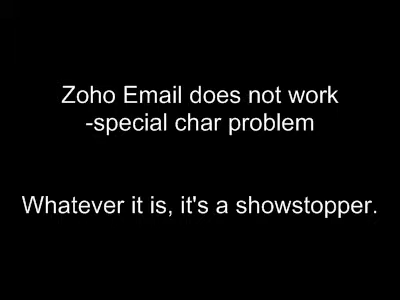 Zoho Email does not work
-special char problem
Whatever it is, it's a showstopper.